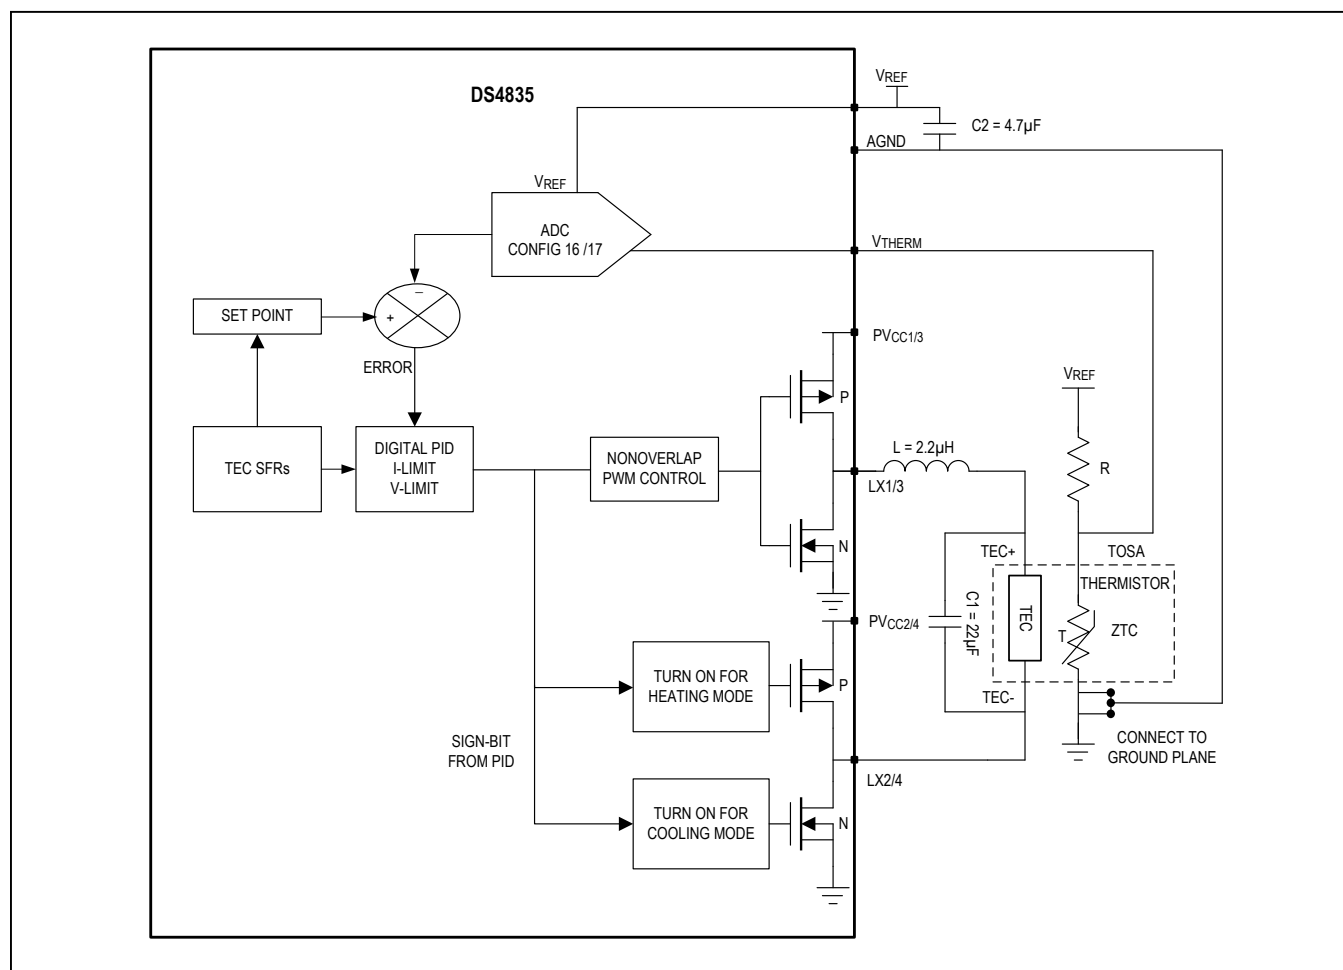 DS4835
VREF
C2 = 4.7µF
AGND
VREF
ADC
CONFIG 16 /17
VTHERM
–
SET POINT
+
PVCC1/3
ERROR
VREF
P
TEC SFRs
DIGITAL PID
I-LIMIT
V-LIMIT
NONOVERLAP
PWM CONTROL
L = 2.2µH
R
LX1/3
N
TEC+
TOSA
THERMISTOR
C1 = 22µF
TEC
T
ZTC
PVCC2/4
TURN ON FOR
HEATING MODE
P
TEC-
SIGN-BIT
FROM PID
CONNECT TO
GROUND PLANE
LX2/4
TURN ON FOR
COOLING MODE
N